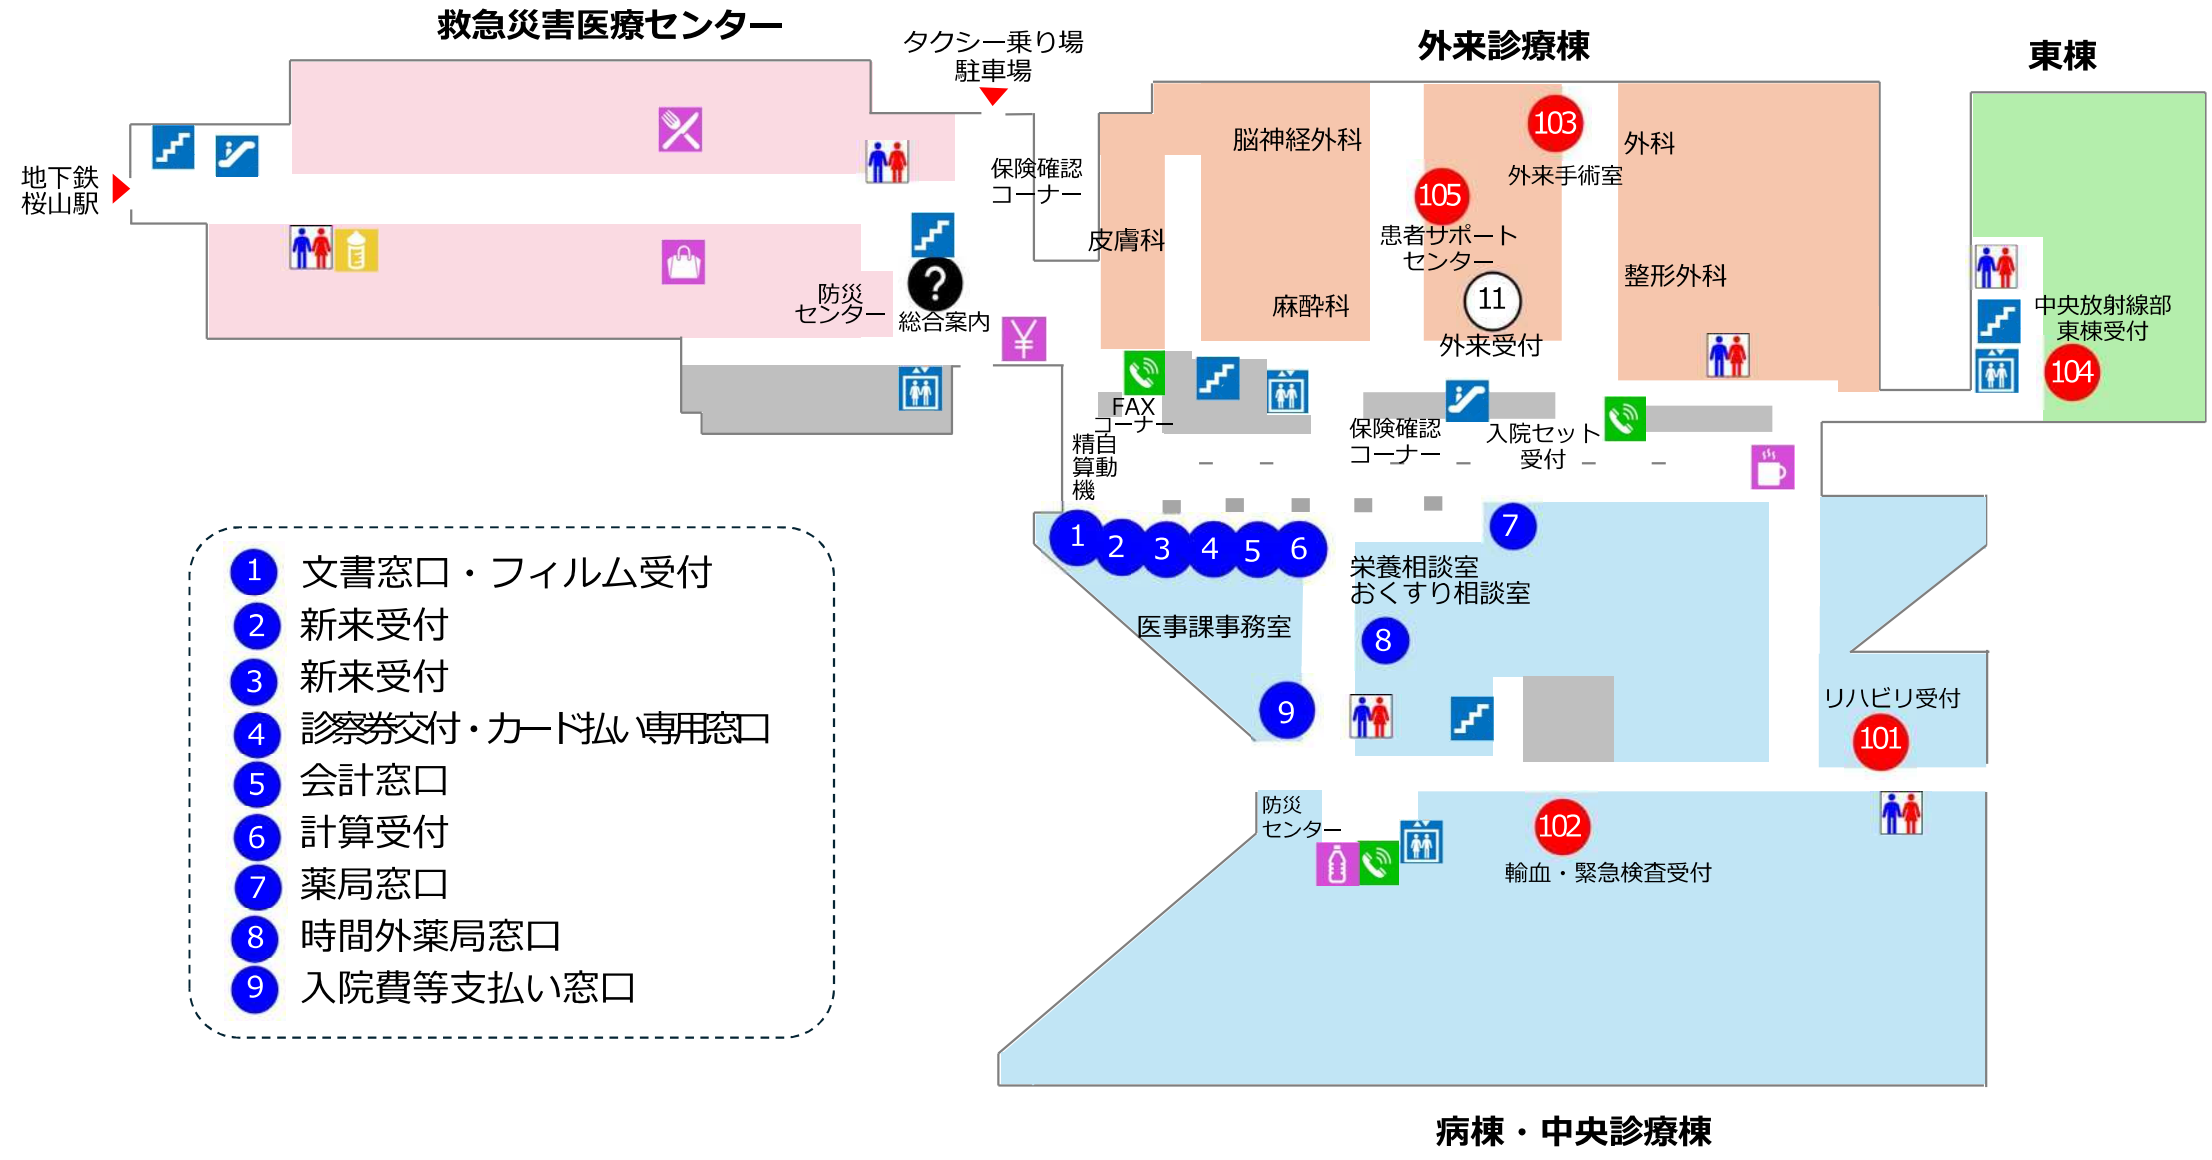 救急災害医療センター
タクシー乗り場
駐車場
外来診療棟
東棟
地下鉄
桜山駅
保険確認
コーナー
脳神経外科
103
外来手術室
外科
105
患者サポート
センター
皮膚科
麻酔科
11
外来受付
整形外科
防災
センター
?
総合案内
¥
中央放射線部
東棟受付
104
FAX
コーナー
精自
算動
機
保険確認
コーナー
入院セット
受付
1
2
3
4
5
6
7
栄養相談室
おくすり相談室
医事課事務室
8
9
リハビリ受付
101
防災
センター
102
輸血・緊急検査受付
1 文書窓口・フィルム受付
2 新来受付
3 新来受付
4 診察券交付・カード払い専用窓口
5 会計窓口
6 計算受付
7 薬局窓口
8 時間外薬局窓口
9 入院費等支払い窓口
病棟・中央診療棟